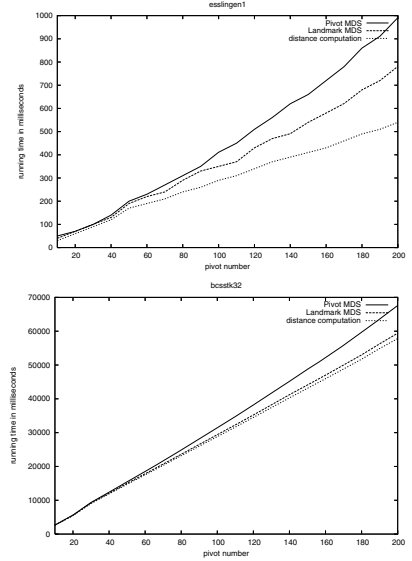 esslingen1
Pivot MDS
Landmark MDS
distance computation
1000
900
800
700
600
500
400
300
200
100
0
running time in milliseconds
20 40 60 80 100 120 140 160 180 200
pivot number
bcsstk32
Pivot MDS
Landmark MDS
distance computation
70000
60000
50000
40000
30000
20000
10000
0
running time in milliseconds
20 40 60 80 100 120 140 160 180 200
pivot number